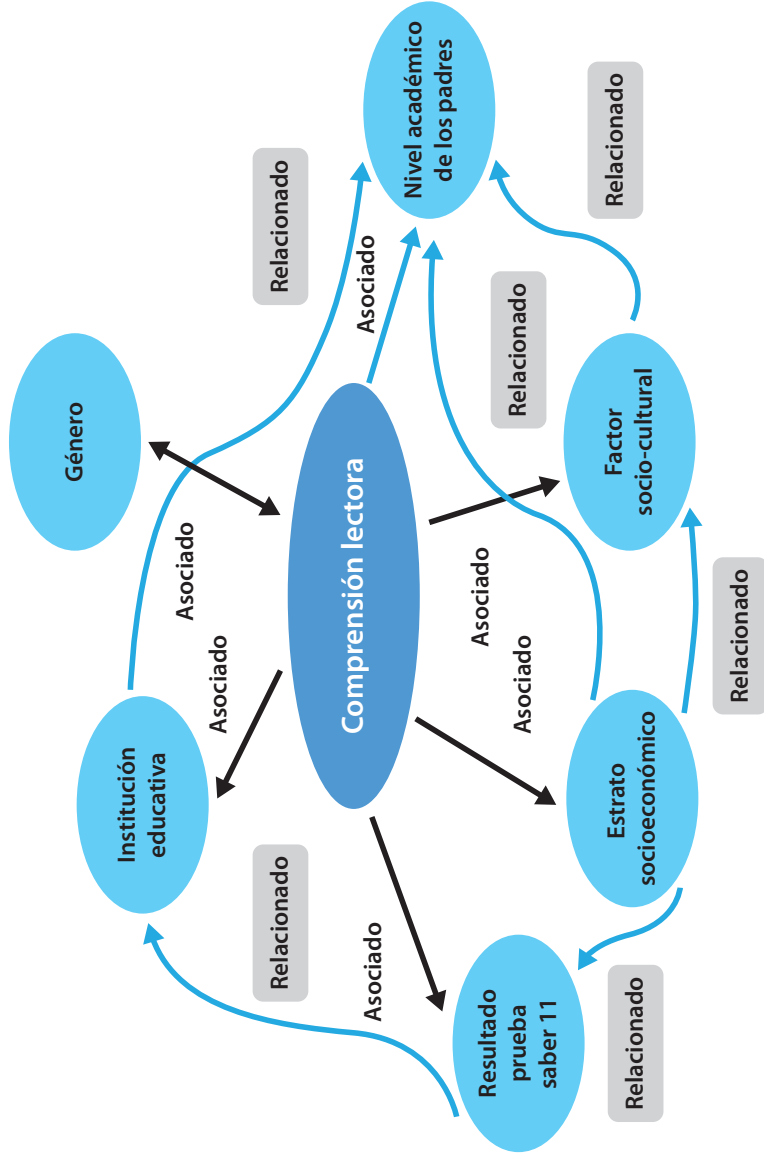 Género
Institución
educativa
Relacionado
Asociado
Asociado
Relacionado
Asociado
Nivel académico
de los padres
Comprensión lectora
Asociado
Resultado
prueba
saber 11
Asociado
Asociado
Relacionado
Relacionado
Estrato
socioeconómico
Factor
socio-cultural
Relacionado
Relacionado